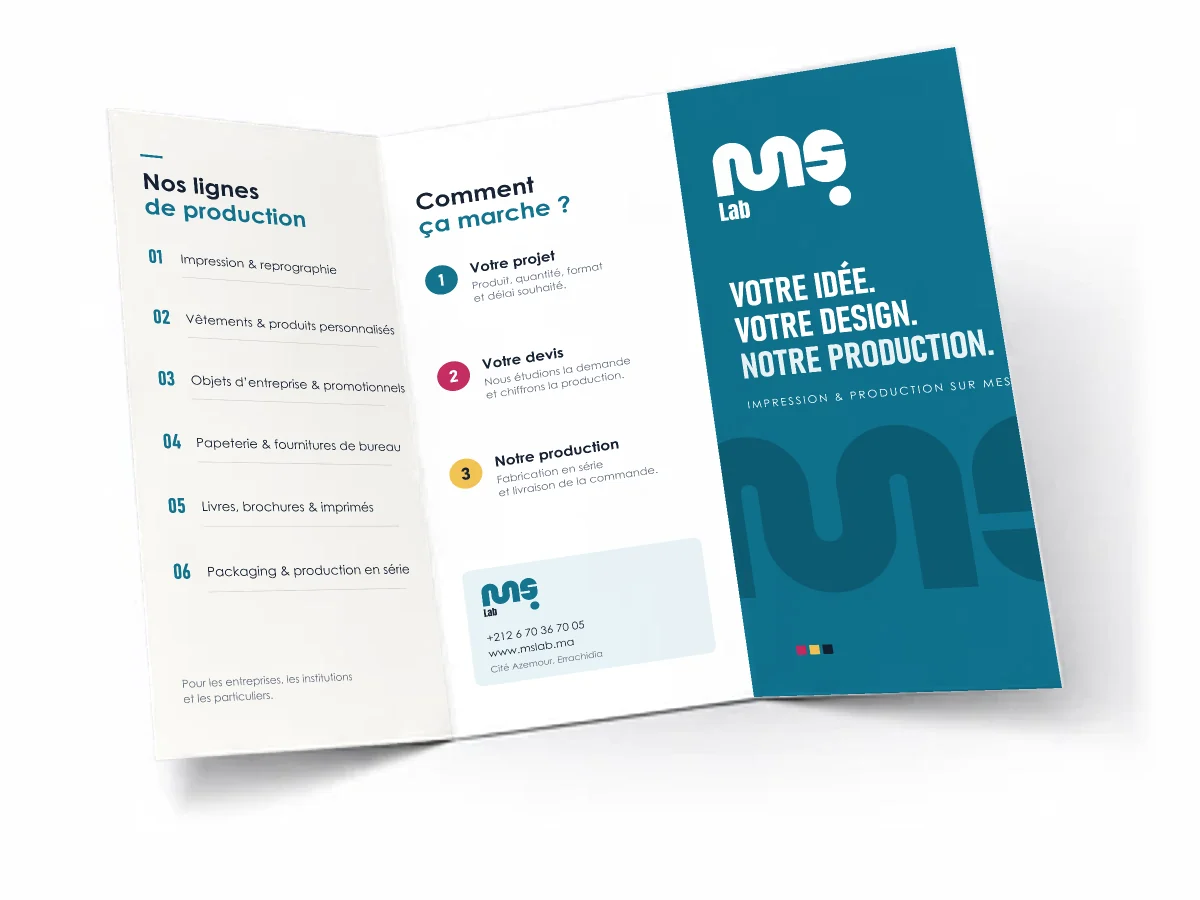 Nos lignes
de production
01 Impression & reprographie
02 Vêtements & produits personnalisés
03 Objets d'entreprise & promotionnels
04 Papeterie & fournitures de bureau
05 Livres, brochures & imprimés
06 Packaging & production en série
Pour les entreprises, les institutions
et les particuliers.
Comment
ça marche ?
1 Votre projet
Produit, quantité, format
et délai souhaité.
2 Votre devis
Nous étudions la demande
et chiffrons la production.
3 Notre production
Fabrication en série
et livraison de la commande.
Ms
Lab
+212 6 70 36 70 05
www.mslab.ma
Cité Azemour, Errachidia
Ms
Lab
VOTRE IDÉE.
VOTRE DESIGN.
NOTRE PRODUCTION.
IMPRESSION & PRODUCTION SUR MES
Ms